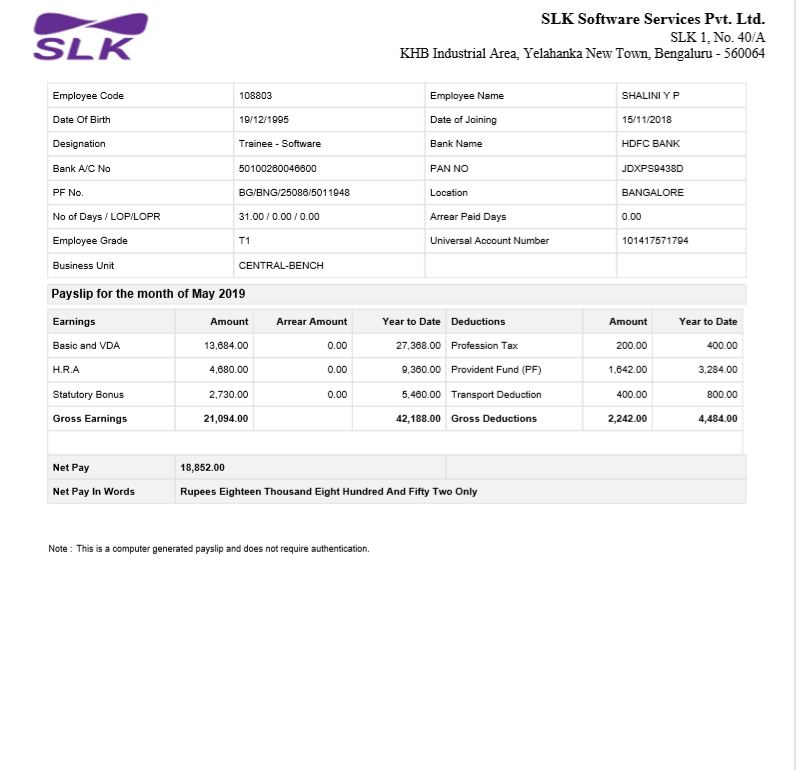 SLK
SLK Software Services Pvt. Ltd.
SLK 1, No. 40/A
KHB Industrial Area, Yelahanka New Town, Bengaluru - 560064
Employee Code 108803 Employee Name SHALINI Y P
Date Of Birth 19/12/1995 Date of Joining 15/11/2018
Designation Trainee - Software Bank Name HDFC BANK
Bank A/C No 50100260046600 PAN NO JDXPS9438D
PF No. BG/BNG/25086/5011948 Location BANGALORE
No of Days / LOP/LOPR 31.00 / 0.00 / 0.00 Arrear Paid Days 0.00
Employee Grade T1 Universal Account Number 101417571794
Business Unit CENTRAL-BENCH
Payslip for the month of May 2019
Earnings Amount Arrear Amount Year to Date Deductions Amount Year to Date
Basic and VDA 13,684.00 0.00 27,368.00 Profession Tax 200.00 400.00
H.R.A 4,680.00 0.00 9,360.00 Provident Fund (PF) 1,642.00 3,284.00
Statutory Bonus 2,730.00 0.00 5,460.00 Transport Deduction 400.00 800.00
Gross Earnings 21,094.00 42,188.00 Gross Deductions 2,242.00 4,484.00
Net Pay 18,852.00
Net Pay In Words Rupees Eighteen Thousand Eight Hundred And Fifty Two Only
Note : This is a computer generated payslip and does not require authentication.